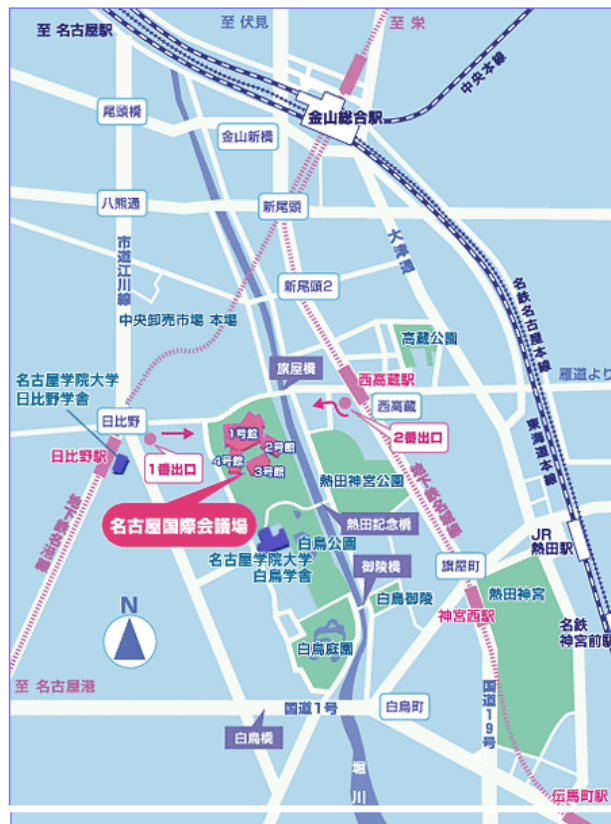 至 伏見
至 栄
至 名古屋駅
中央本線
尾頭橋
金山総合駅
金山新橋
八熊通
新尾頭
市道江川線
大津通
新尾頭2
名鉄名古屋本線
中央卸売市場 本場
高蔵公園
旗屋橋
雁道より
名古屋学院大学
日比野学舎
西高蔵駅
西高蔵
日比野
1号館
2号館
2番出口
日比野駅
1番出口
4号館
3号館
東海道本線
熱田神宮公園
地下鉄名港線
地下鉄名城線
名古屋国際会議場
熱田記念橋
白鳥公園
JR
熱田駅
名古屋学院大学
白鳥学舎
御陵橋
旗屋町
熱田神宮
白鳥御陵
神宮西駅
名鉄
神宮前駅
N
白鳥庭園
至 名古屋港
国道1号
白鳥町
国道19号
白鳥橋
堀川
伝馬町駅